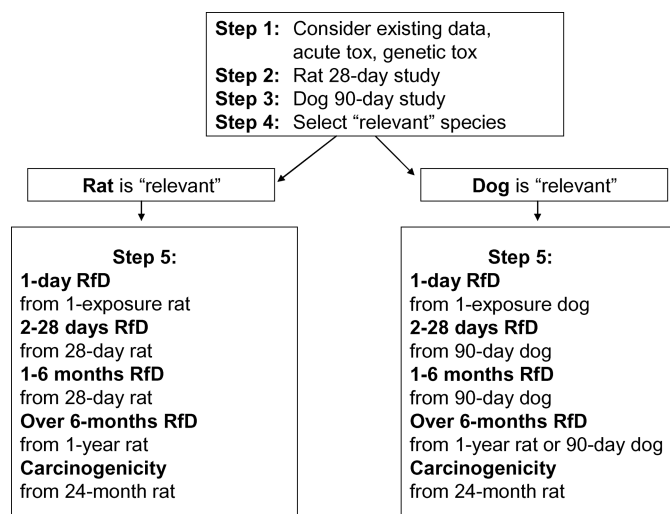 Step 1: Consider existing data,
acute tox, genetic tox
Step 2: Rat 28-day study
Step 3: Dog 90-day study
Step 4: Select “relevant” species
Rat is “relevant”
Dog is “relevant”
Step 5:
1-day RfD
from 1-exposure rat
2-28 days RfD
from 28-day rat
1-6 months RfD
from 28-day rat
Over 6-months RfD
from 1-year rat
Carcinogenicity
from 24-month rat
Step 5:
1-day RfD
from 1-exposure dog
2-28 days RfD
from 90-day dog
1-6 months RfD
from 90-day dog
Over 6-months RfD
from 1-year rat or 90-day dog
Carcinogenicity
from 24-month rat